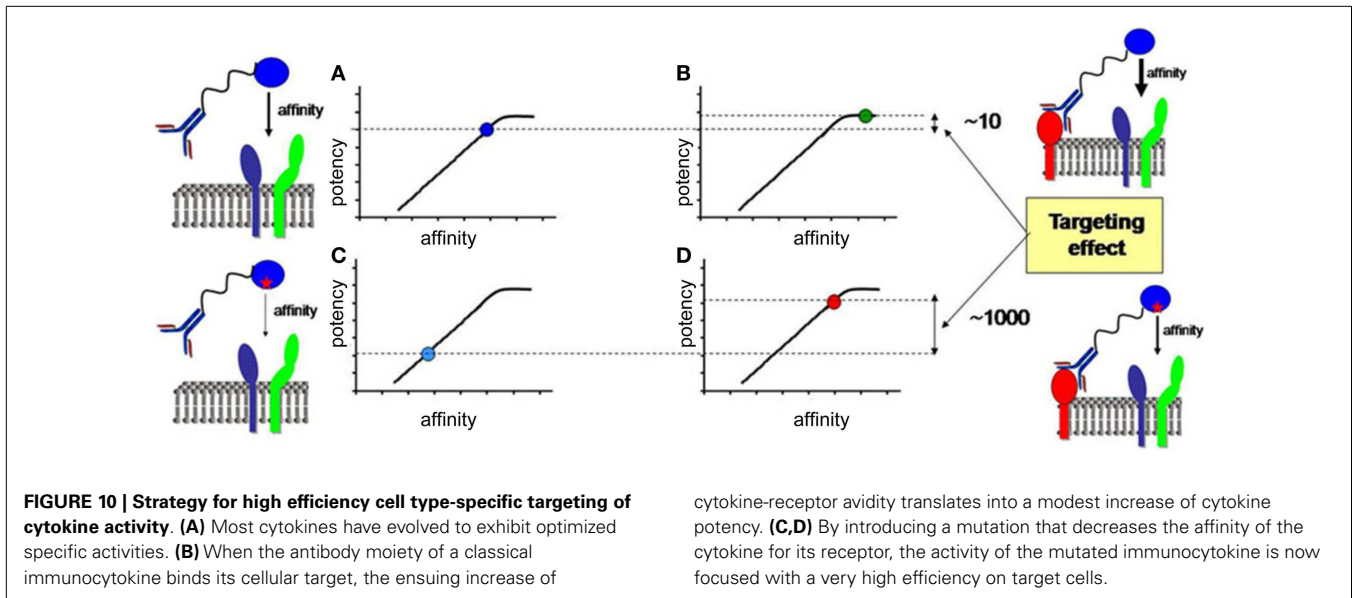 A
B
affinity
affinity
potency
potency
~10
affinity
affinity
Targeting
effect
C
D
affinity
potency
potency
~1000
affinity
affinity
affinity
FIGURE 10 | Strategy for high efficiency cell type-specific targeting of
cytokine activity. (A) Most cytokines have evolved to exhibit optimized
specific activities. (B) When the antibody moiety of a classical
immunocytokine binds its cellular target, the ensuing increase of
cytokine-receptor avidity translates into a modest increase of cytokine
potency. (C,D) By introducing a mutation that decreases the affinity of the
cytokine for its receptor, the activity of the mutated immunocytokine is now
focused with a very high efficiency on target cells.